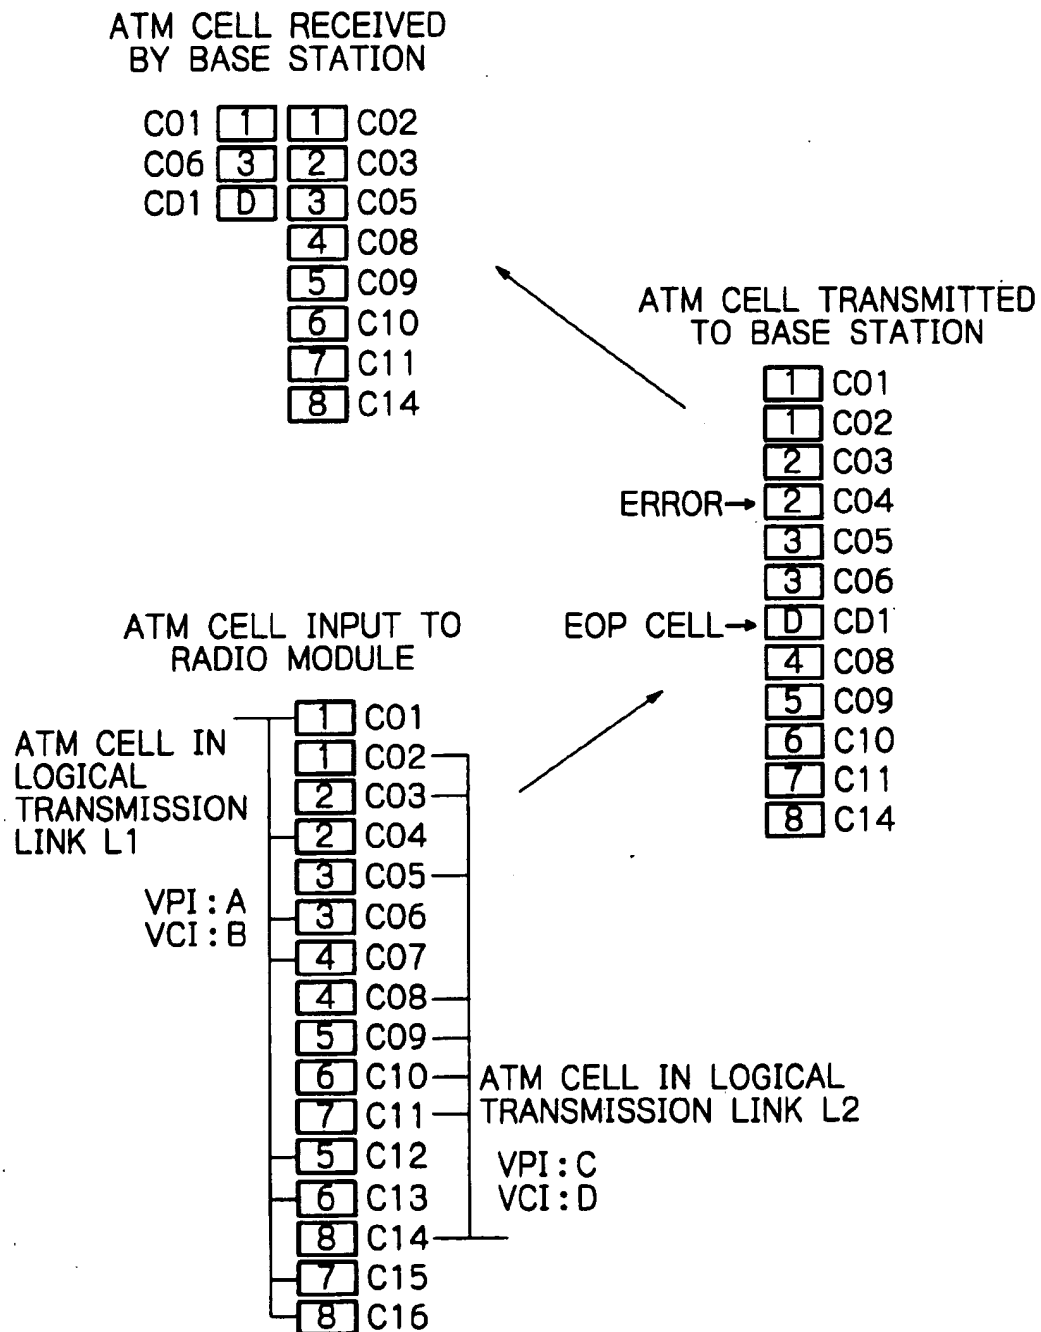 ATM CELL RECEIVED
BY BASE STATION
C01 1 1 C02
C06 3 2 C03
CD1 D 3 C05
4 C08
5 C09
6 C10
7 C11
8 C14
ATM CELL TRANSMITTED
TO BASE STATION
1 C01
1 C02
2 C03
ERROR 2 C04
3 C05
3 C06
EOP CELL D CD1
4 C08
5 C09
6 C10
7 C11
8 C14
ATM CELL INPUT TO
RADIO MODULE
ATM CELL IN
LOGICAL
TRANSMISSION
LINK L1
VPI:A
VCI:B
1 C01
1 C02
2 C03
2 C04
3 C05
3 C06
4 C07
4 C08
5 C09
6 C10
7 C11
5 C12
6 C13
8 C14
7 C15
8 C16
ATM CELL IN LOGICAL
TRANSMISSION LINK L2
VPI:C
VCI:D